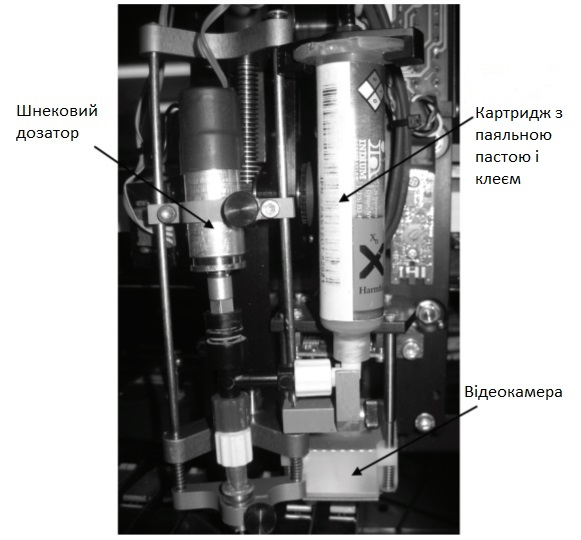 Шнековий
дозатор
Картридж з
паяльною
пастою і
клеєм
Відеокамера